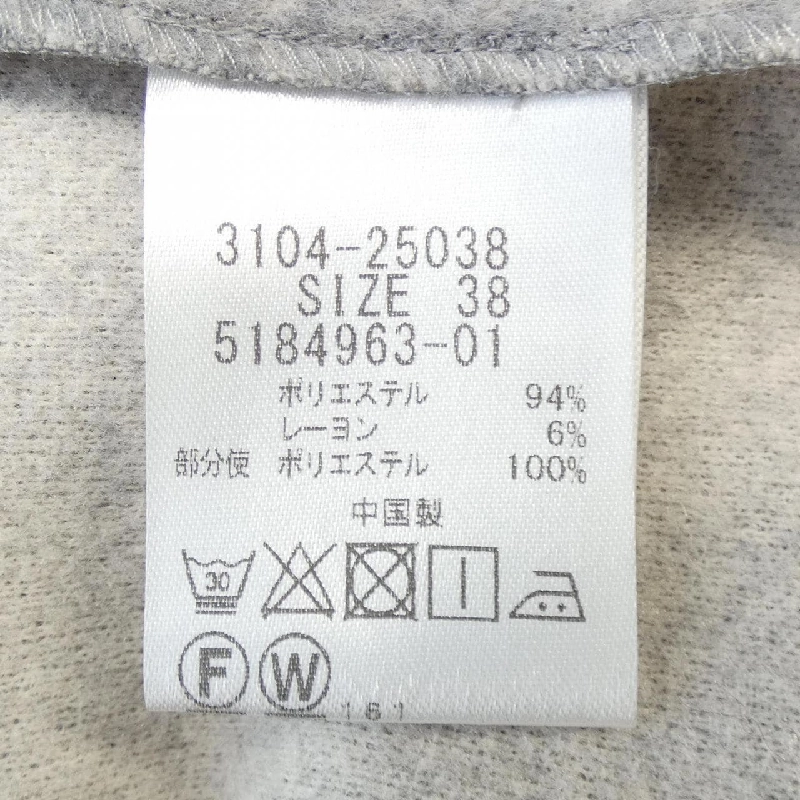 3104-25038
SIZE 38
5184963-01
ポリエステル 94%
レーヨン 6%
部分使 ポリエステル 100%
中国製
30
F W 161